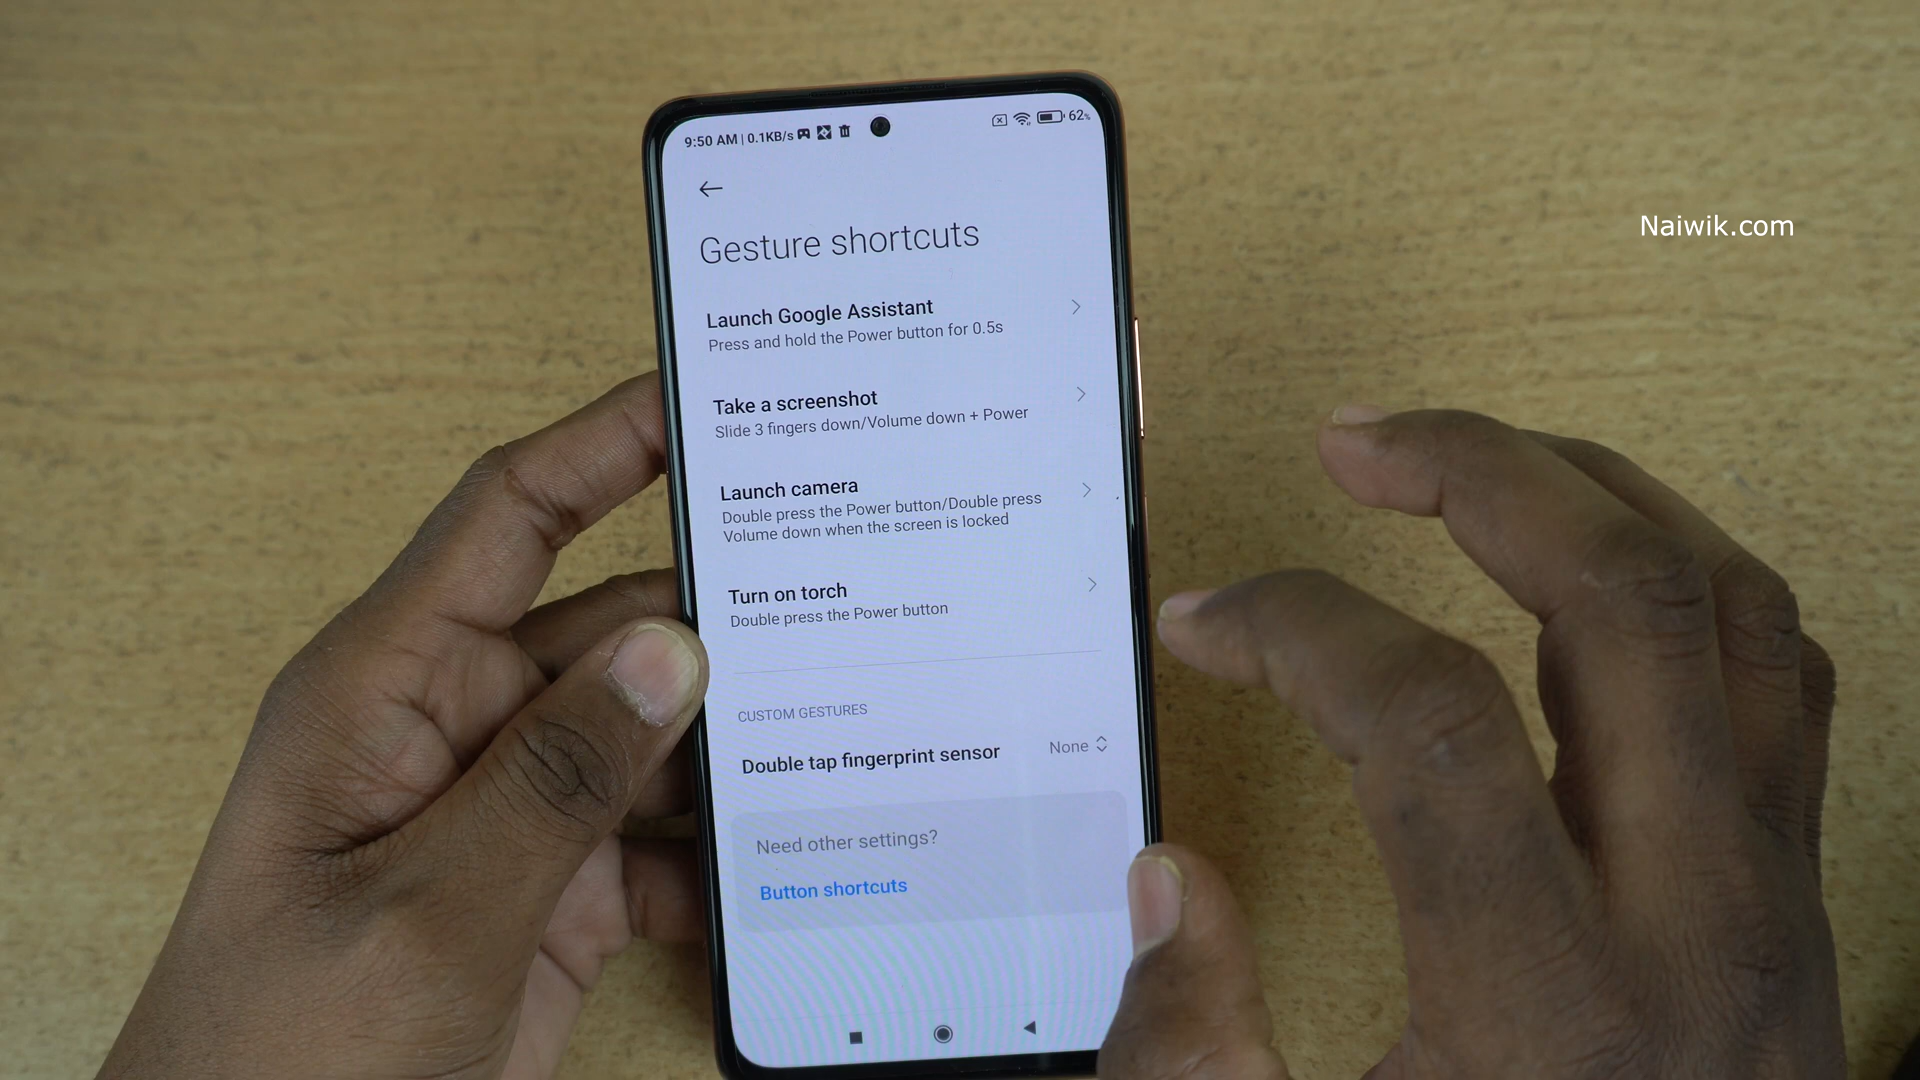 9:50 AM | 0.1KB/s
62%
Gesture shortcuts
Naiwik.com
Launch Google Assistant
Press and hold the Power button for 0.5s
Take a screenshot
Slide 3 fingers down/Volume down + Power
Launch camera
Double press the Power button/Double press
Volume down when the screen is locked
Turn on torch
Double press the Power button
CUSTOM GESTURES
Double tap fingerprint sensor
None
Need other settings?
Button shortcuts